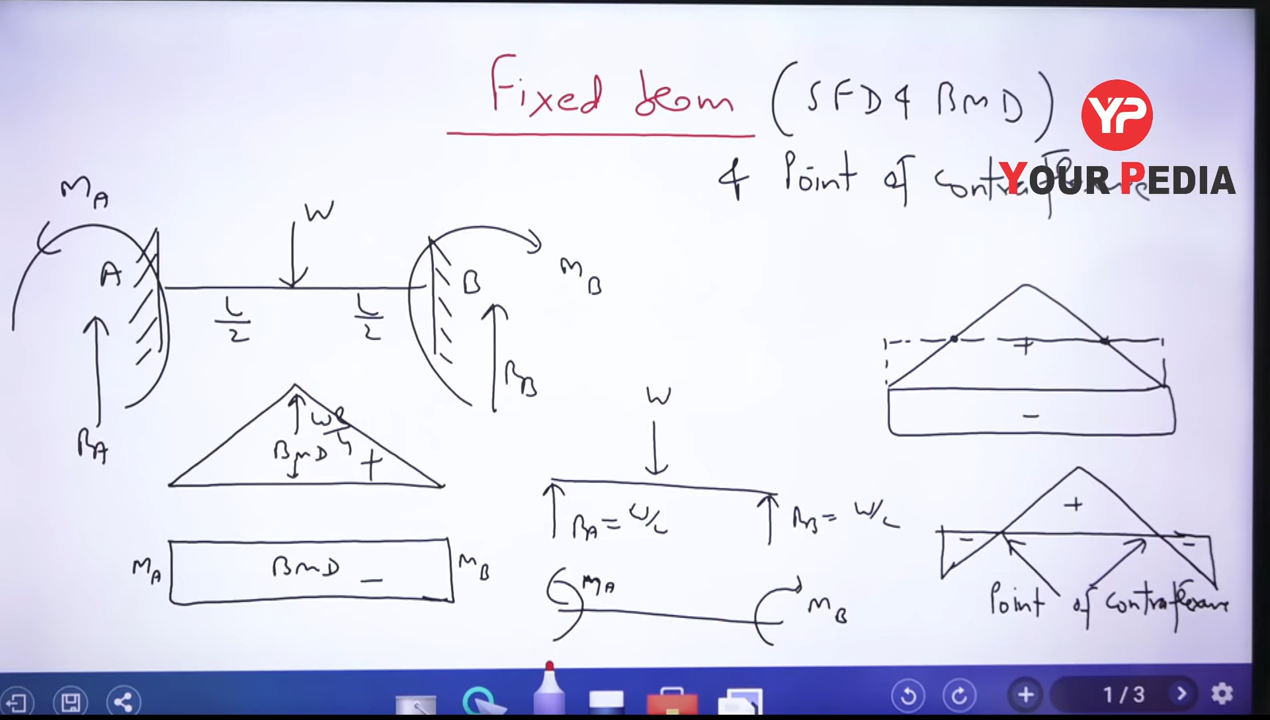 Fixed beam (SFD & BMD)
& Point of contraflexure
YP
YOUR PEDIA
MA
W
A
B
MB
L/2
L/2
RA
RB
Wl/4
BMD +
MA
BMD -
MB
W
RA = W/2
RB = W/2
MA
MB
+
-
- + -
Point of contraflexure
1 / 3